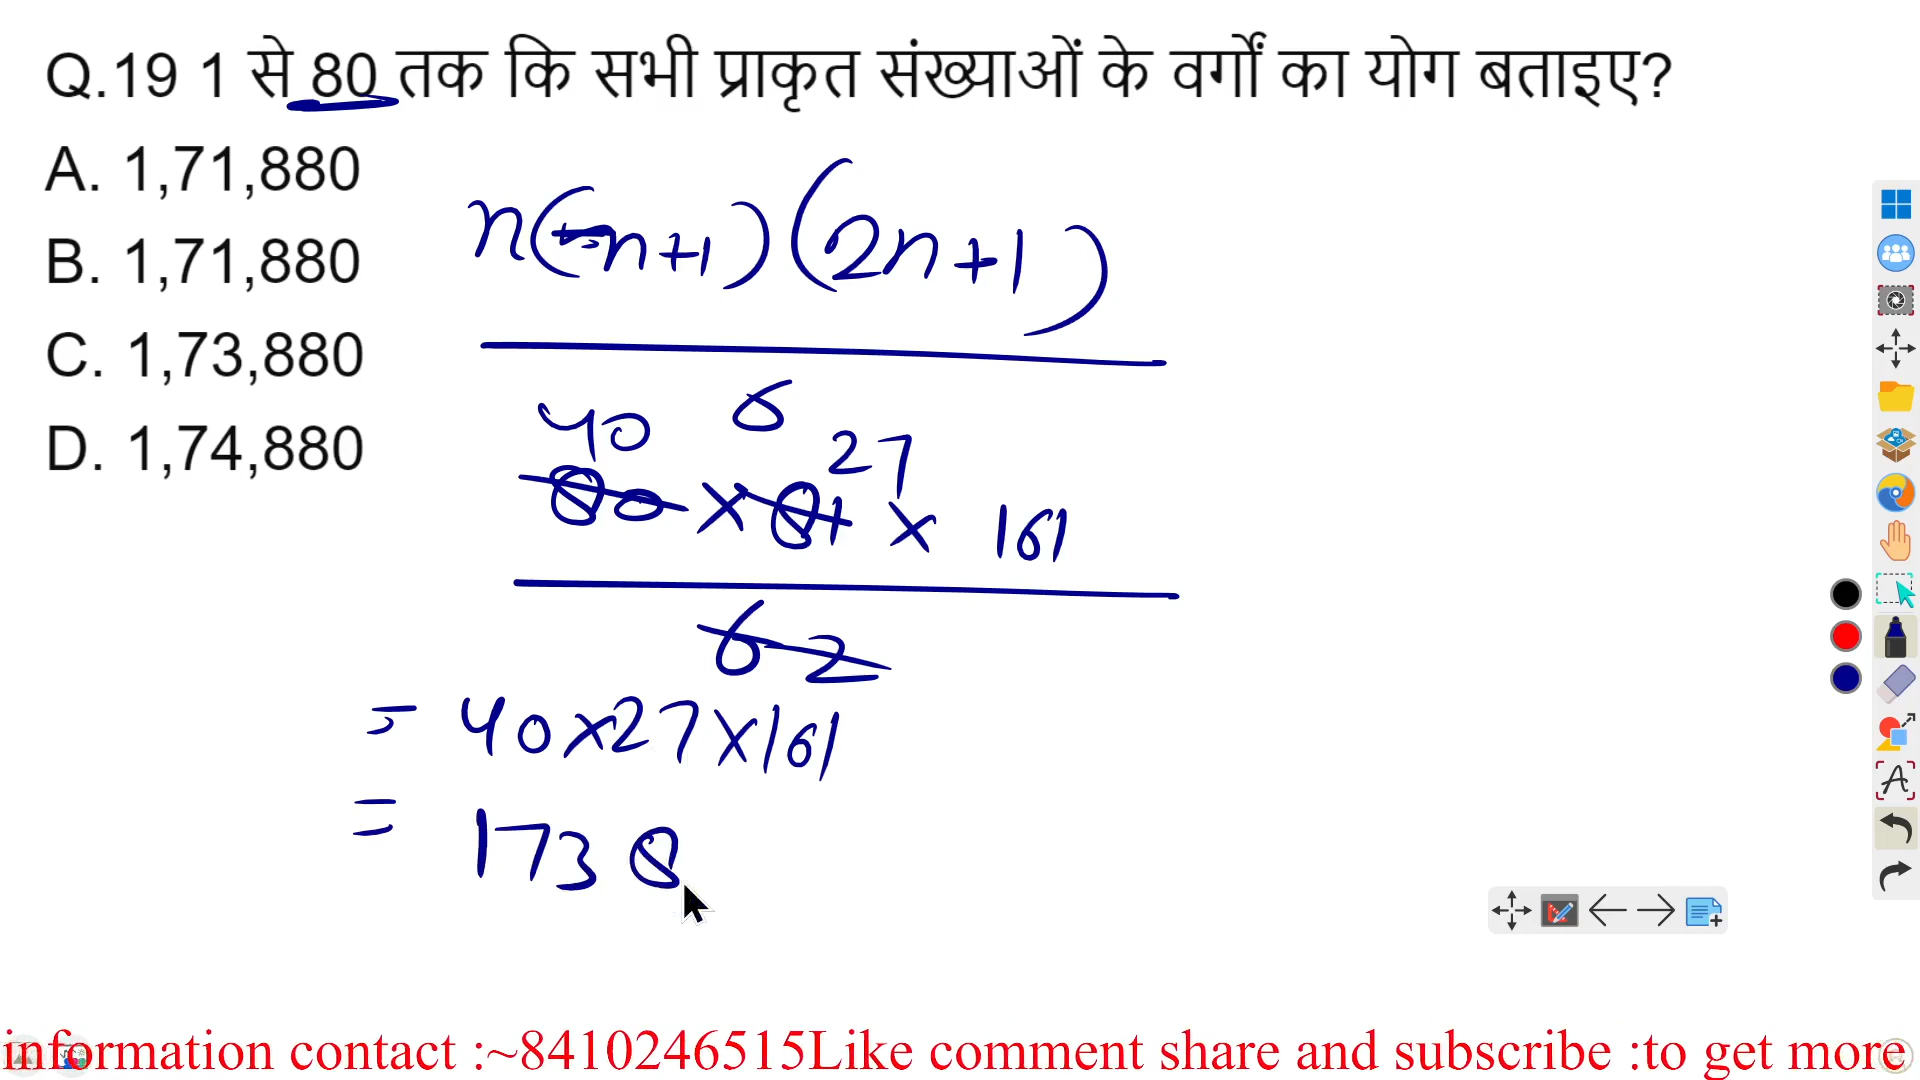 Q.19 1 से 80 तक कि सभी प्राकृत संख्याओं के वर्गों का योग बताइए?
A. 1,71,880
B. 1,71,880
C. 1,73,880
D. 1,74,880
n(n+1)(2n+1)
6
40 27
80 × 81 × 161
6 2
= 40×27×161
= 1738
information contact :~8410246515Like comment share and subscribe :to get more